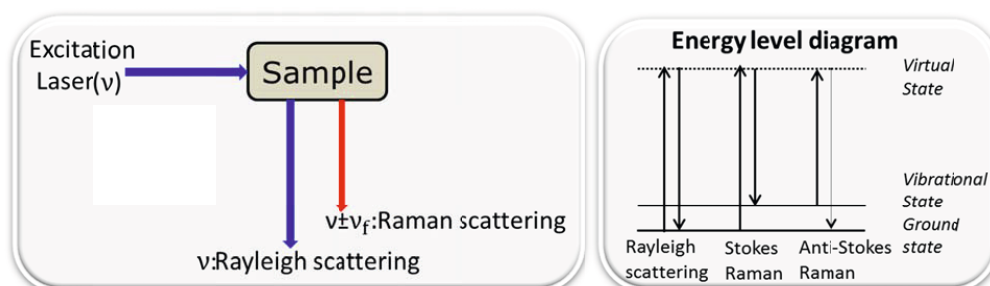 Excitation
Laser(ν)
Sample
ν±νf:Raman scattering
ν:Rayleigh scattering
Energy level diagram
Virtual
State
Vibrational
State
Ground
state
Rayleigh
scattering
Stokes
Raman
Anti-Stokes
Raman